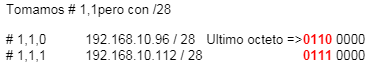 Tomamos # 1,1pero con /28
# 1,1,0 192.168.10.96 / 28 Ultimo octeto =>0110 0000
# 1,1,1 192.168.10.112 / 28 0111 0000